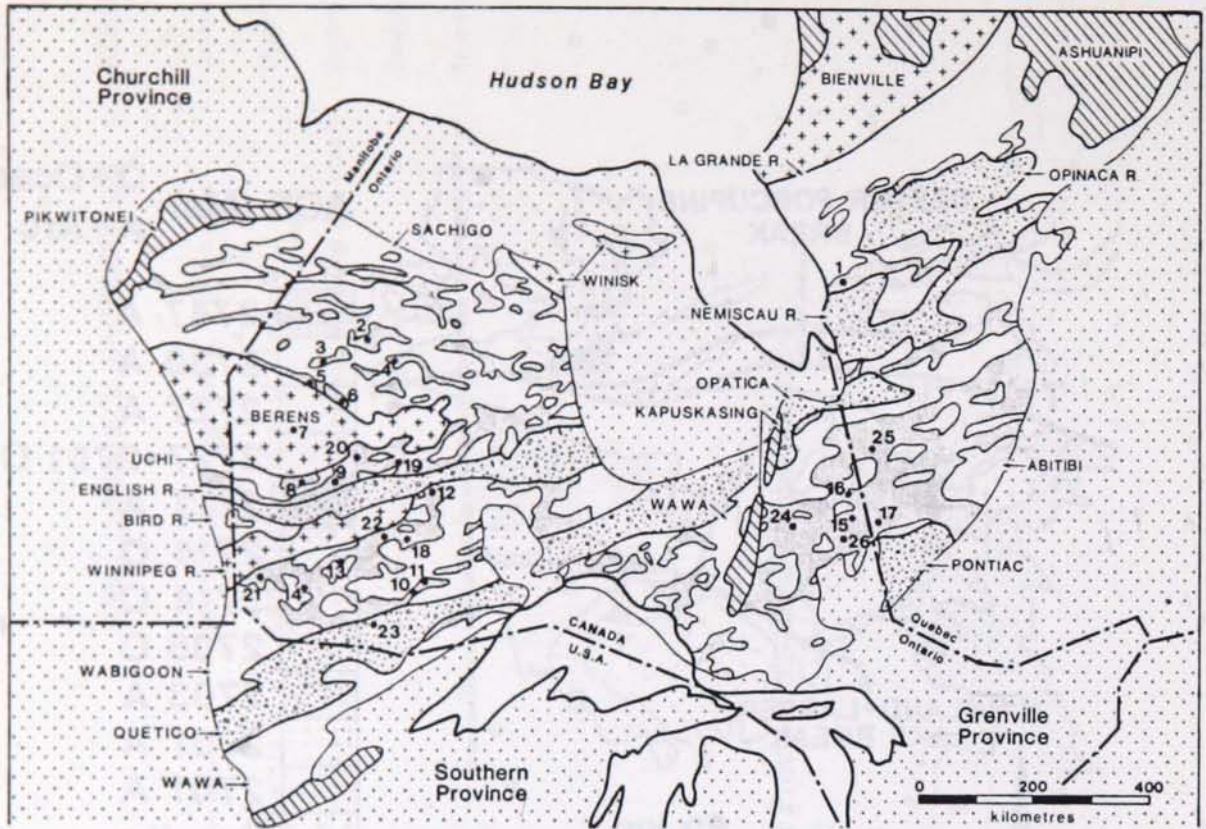 Churchill
Province
Hudson Bay
BIENVILLE
ASHUANIPI
LA GRANDE R.
OPINACA R.
Manitoba
Ontario
PIKWITONEI
SACHIGO
WINISK
1
NEMISCAU R.
2
3
4
5
6
OPATICA
KAPUSKASING
BERENS
7
20
19
25
UCHI
8
9
ABITIBI
ENGLISH R.
12
16
BIRD R.
22
18
WAWA
24
15
17
26
WINNIPEG R.
13
11
10
PONTIAC
21
14
23
CANADA
U.S.A.
Quebec
Ontario
WABIGOON
QUETICO
WAWA
Southern
Province
Grenville
Province
0 200 400
kilometres